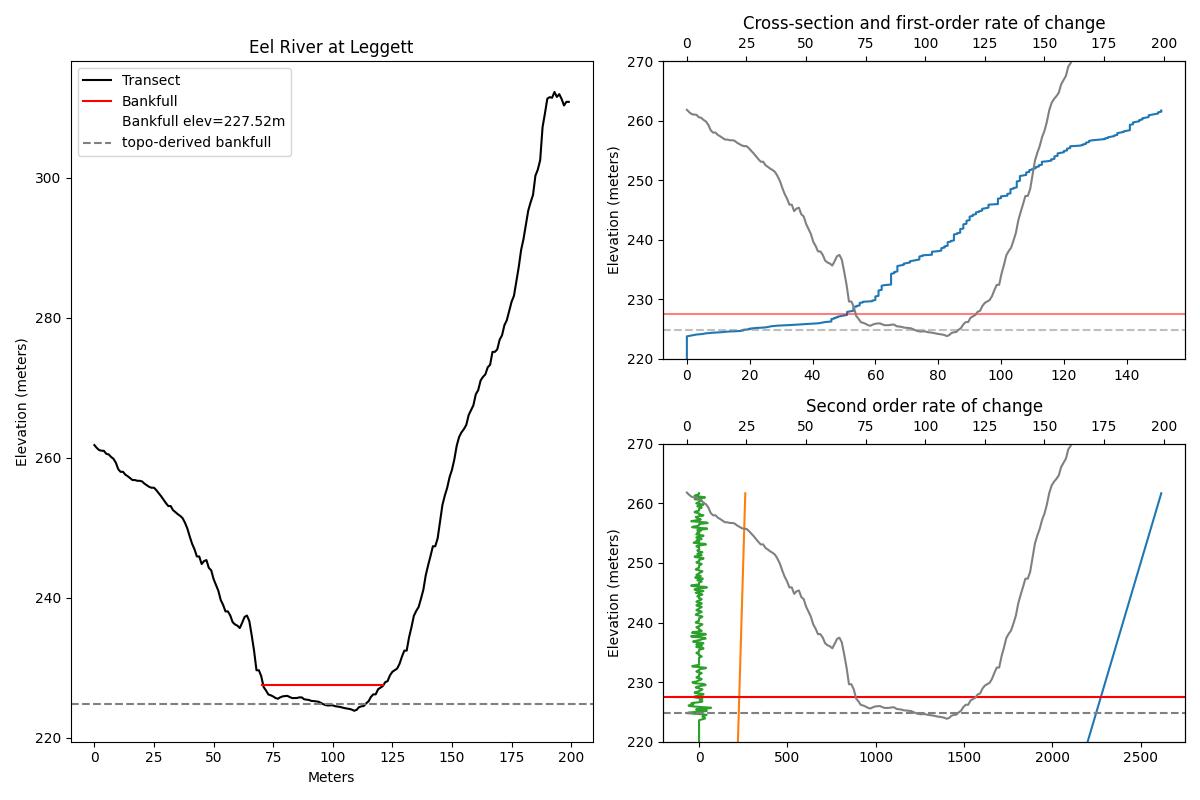 Eel River at Leggett
Transect
Bankfull
Bankfull elev=227.52m
topo-derived bankfull
300
280
260
240
220
Elevation (meters)
0 25 50 75 100 125 150 175 200
Meters
Cross-section and first-order rate of change
0 25 50 75 100 125 150 175 200
270
260
250
240
230
220
Elevation (meters)
0 20 40 60 80 100 120 140
Second order rate of change
0 25 50 75 100 125 150 175 200
270
260
250
240
230
220
Elevation (meters)
0 500 1000 1500 2000 2500